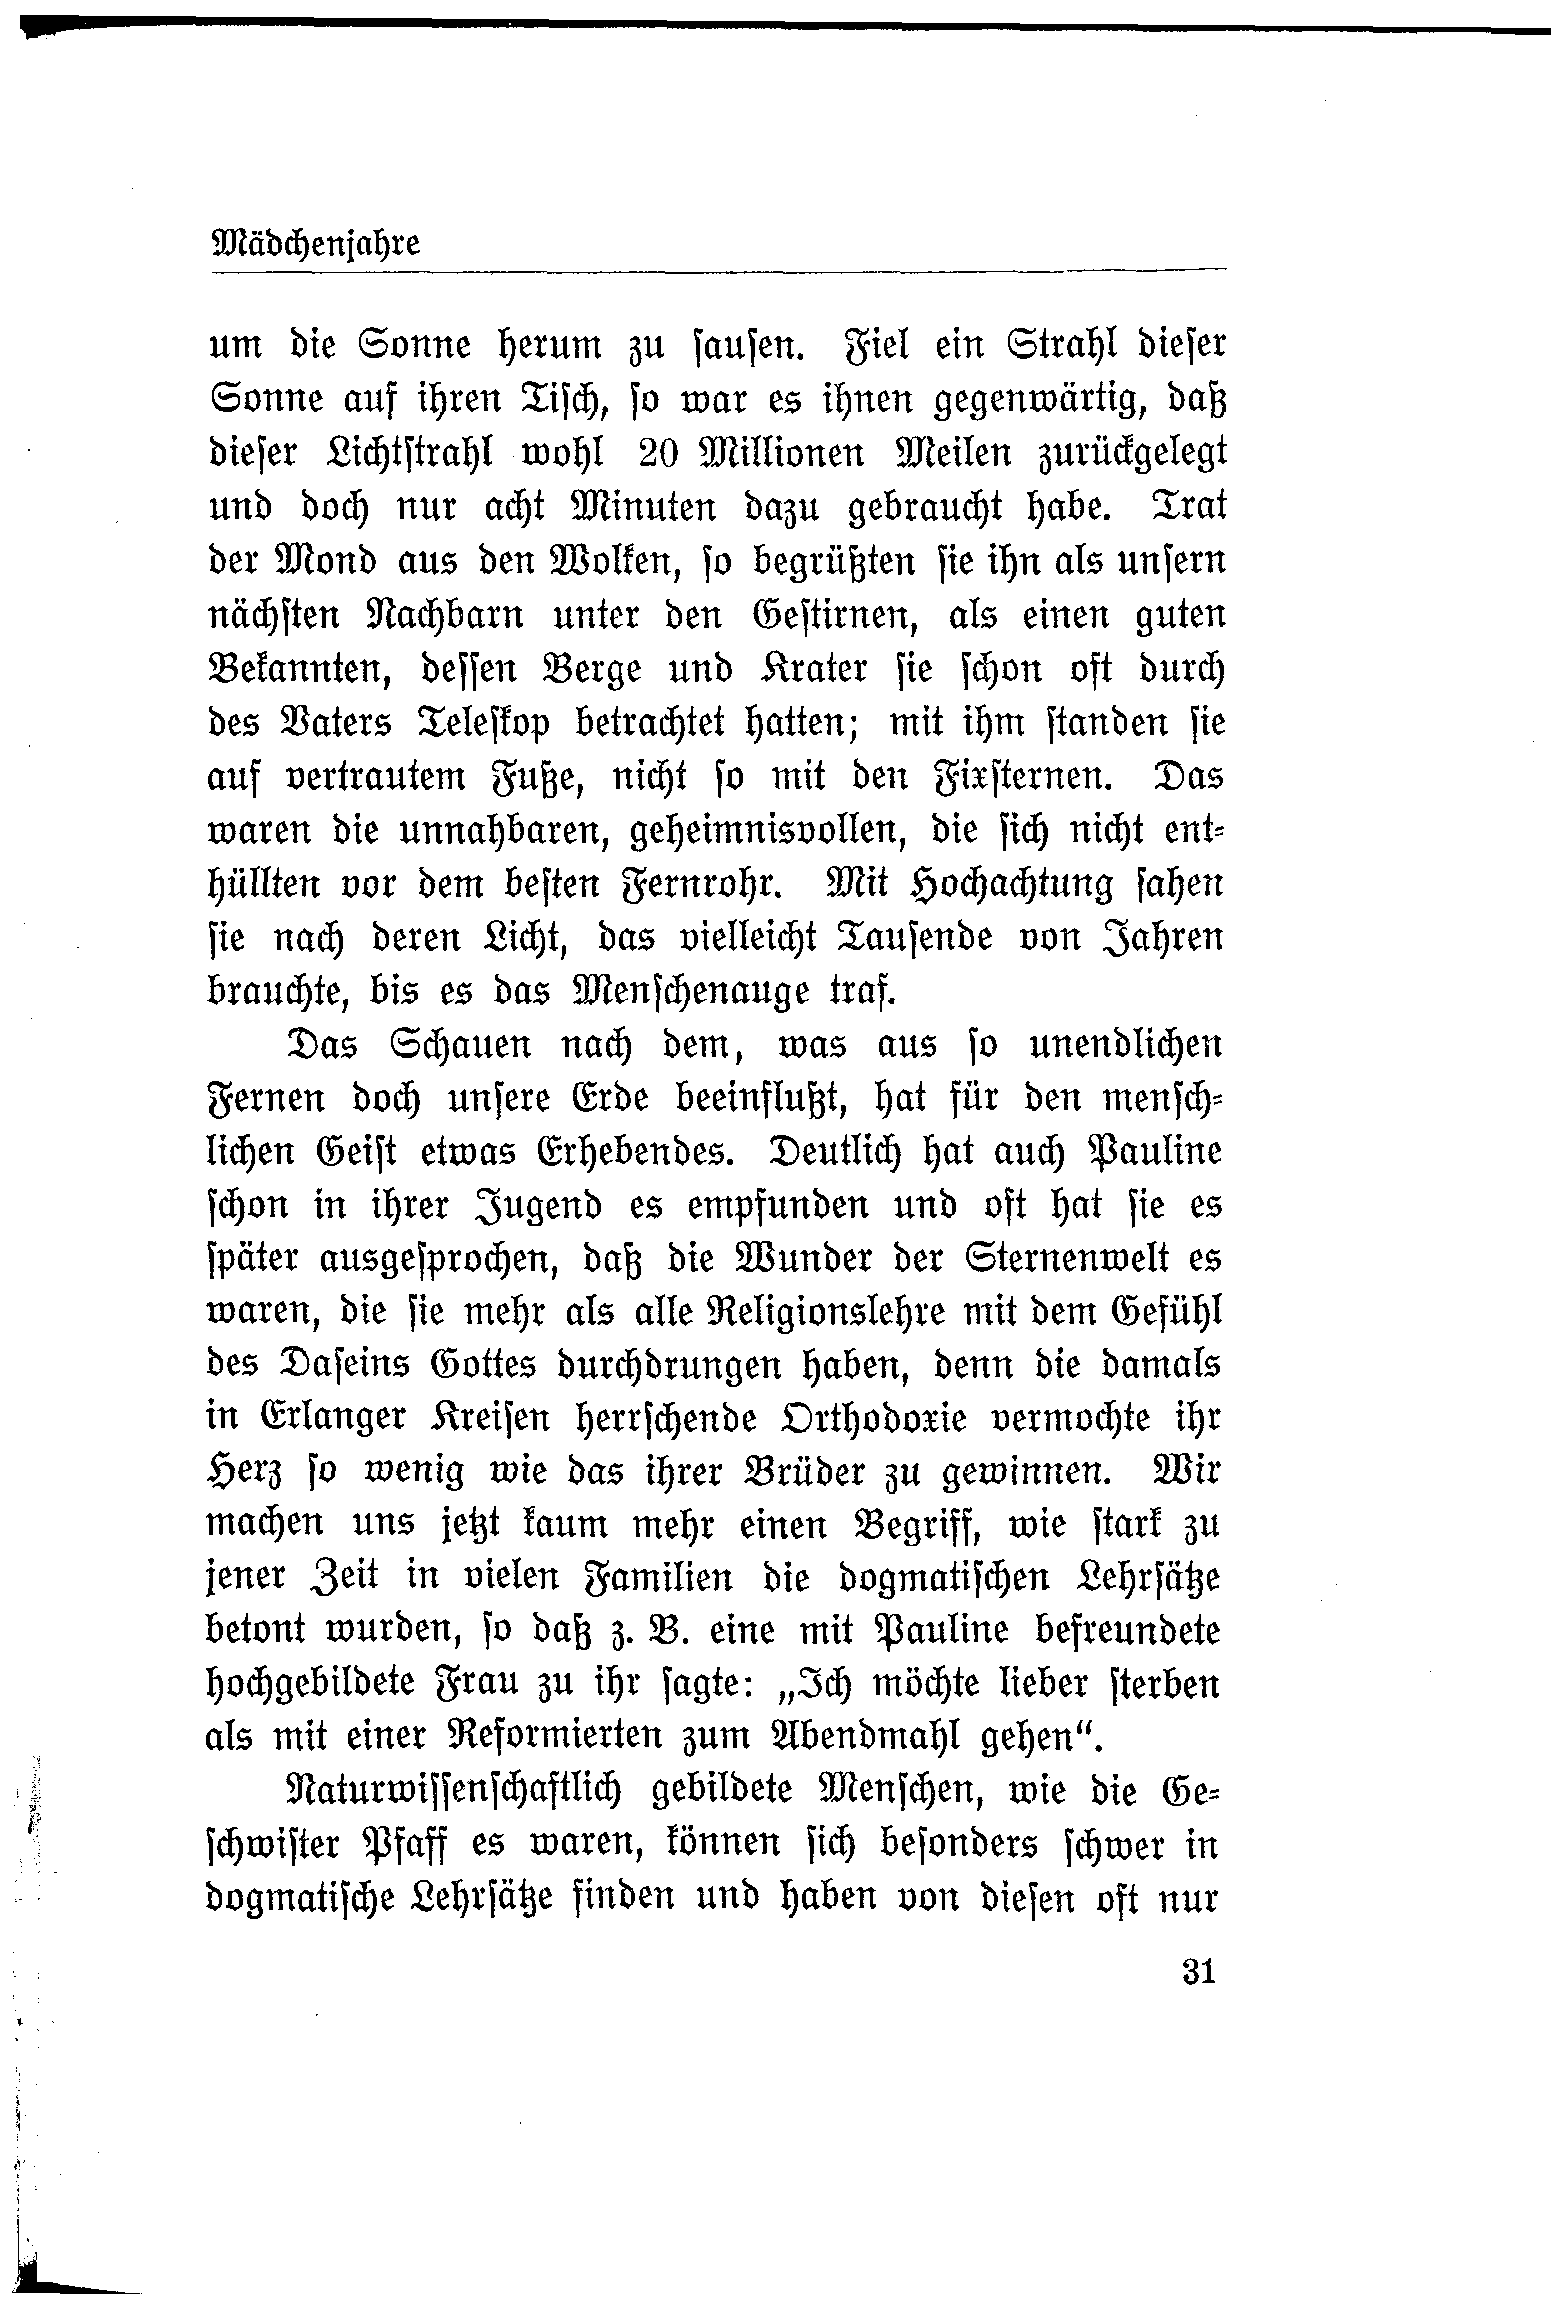 Mädchenjahre
um die Sonne herum zu sausen. Fiel ein Strahl dieser
Sonne auf ihren Tisch, so war es ihnen gegenwärtig, daß
dieser Lichtstrahl wohl 20 Millionen Meilen zurückgelegt
und doch nur acht Minuten dazu gebraucht habe. Trat
der Mond aus den Wolken, so begrüßten sie ihn als unsern
nächsten Nachbarn unter den Gestirnen, als einen guten
Bekannten, dessen Berge und Krater sie schon oft durch
des Vaters Teleskop betrachtet hatten; mit ihm standen sie
auf vertrautem Fuße, nicht so mit den Fixsternen. Das
waren die unnahbaren, geheimnisvollen, die sich nicht ent-
hüllten vor dem besten Fernrohr. Mit Hochachtung sahen
sie nach deren Licht, das vielleicht Tausende von Jahren
brauchte, bis es das Menschenauge traf.
Das Schauen nach dem, was aus so unendlichen
Fernen doch unsere Erde beeinflußt, hat für den mensch-
lichen Geist etwas Erhebendes. Deutlich hat auch Pauline
schon in ihrer Jugend es empfunden und oft hat sie es
später ausgesprochen, daß die Wunder der Sternenwelt es
waren, die sie mehr als alle Religionslehre mit dem Gefühl
des Daseins Gottes durchdrungen haben, denn die damals
in Erlanger Kreisen herrschende Orthodoxie vermochte ihr
Herz so wenig wie das ihrer Brüder zu gewinnen. Wir
machen uns jetzt kaum mehr einen Begriff, wie stark zu
jener Zeit in vielen Familien die dogmatischen Lehrsätze
betont wurden, so daß z. B. eine mit Pauline befreundete
hochgebildete Frau zu ihr sagte: „Ich möchte lieber sterben
als mit einer Reformierten zum Abendmahl gehen“.
Naturwissenschaftlich gebildete Menschen, wie die Ge-
schwister Pfaff es waren, können sich besonders schwer in
dogmatische Lehrsätze finden und haben von diesen oft nur
31